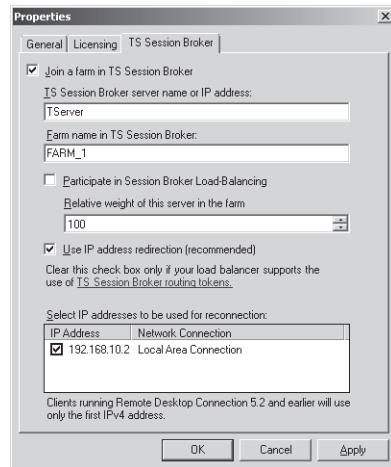 Properties
General Licensing TS Session Broker
Join a farm in TS Session Broker
TS Session Broker server name or IP address:
TServer
Farm name in TS Session Broker:
FARM_1
Participate in Session Broker Load-Balancing
Relative weight of this server in the farm
100
Use IP address redirection (recommended)
Clear this check box only if your load balancer supports the
use of TS Session Broker routing tokens.
Select IP addresses to be used for reconnection:
IP Address Network Connection
192.168.10.2 Local Area Connection
Clients running Remote Desktop Connection 5.2 and earlier will use
only the first IPv4 address.
OK Cancel Apply